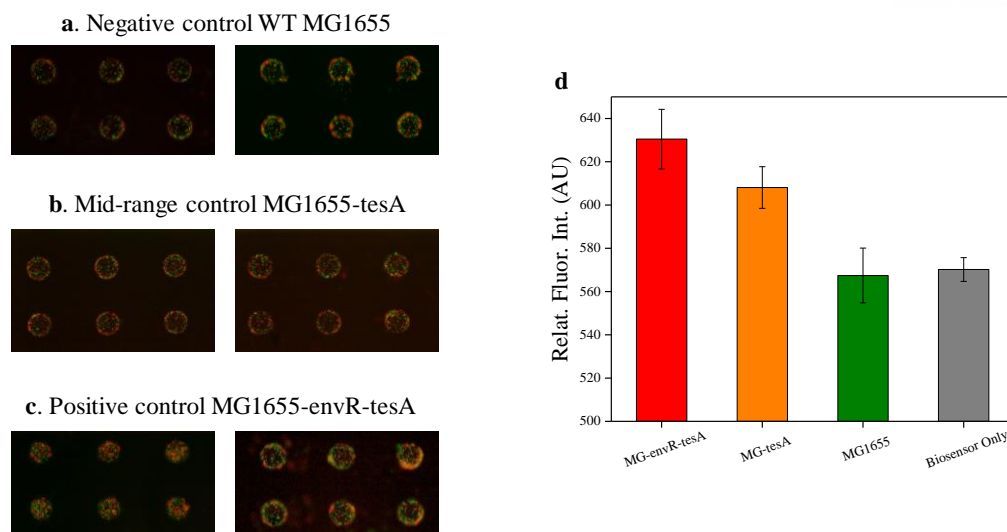 a. Negative control WT MG1655
b. Mid-range control MG1655-tesA
c. Positive control MG1655-envR-tesA
d
Relat. Fluor. Int. (AU)
640
620
600
580
560
540
520
500
MG-envR-tesA
MG-tesA
MG1655
Biosensor Only